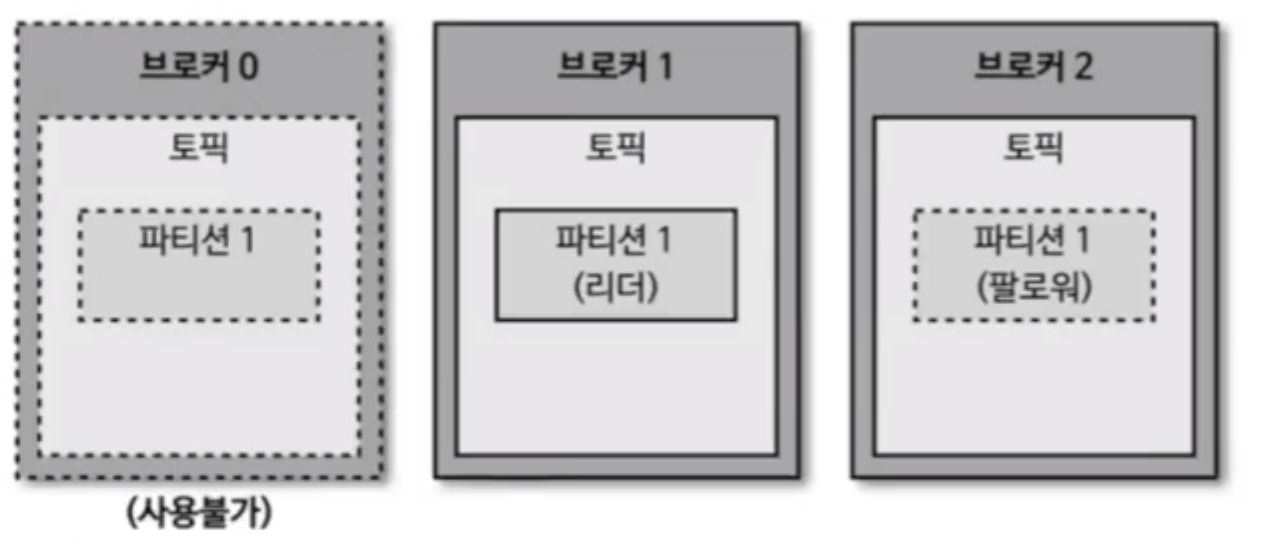 브로커 0
토픽
파티션 1
(사용불가)
브로커 1
토픽
파티션 1
(리더)
브로커 2
토픽
파티션 1
(팔로워)